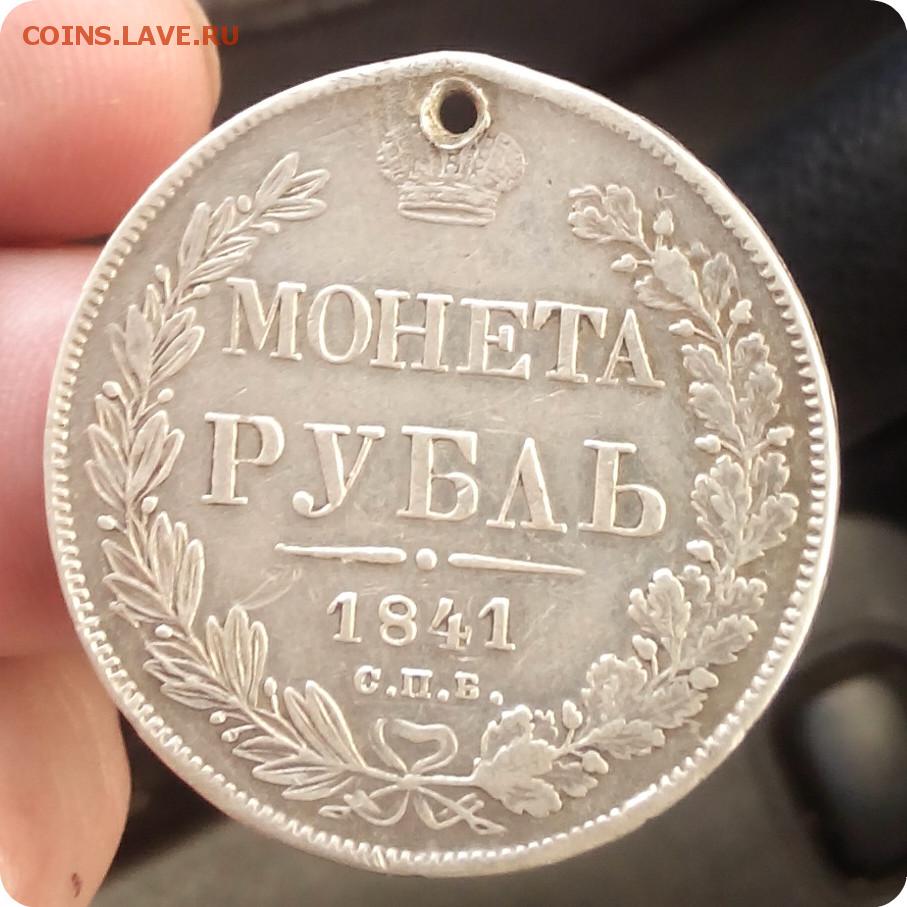 COINS.LAVE.RU
МОНЕТА
РУБЛЬ
1841
С.П.Б.